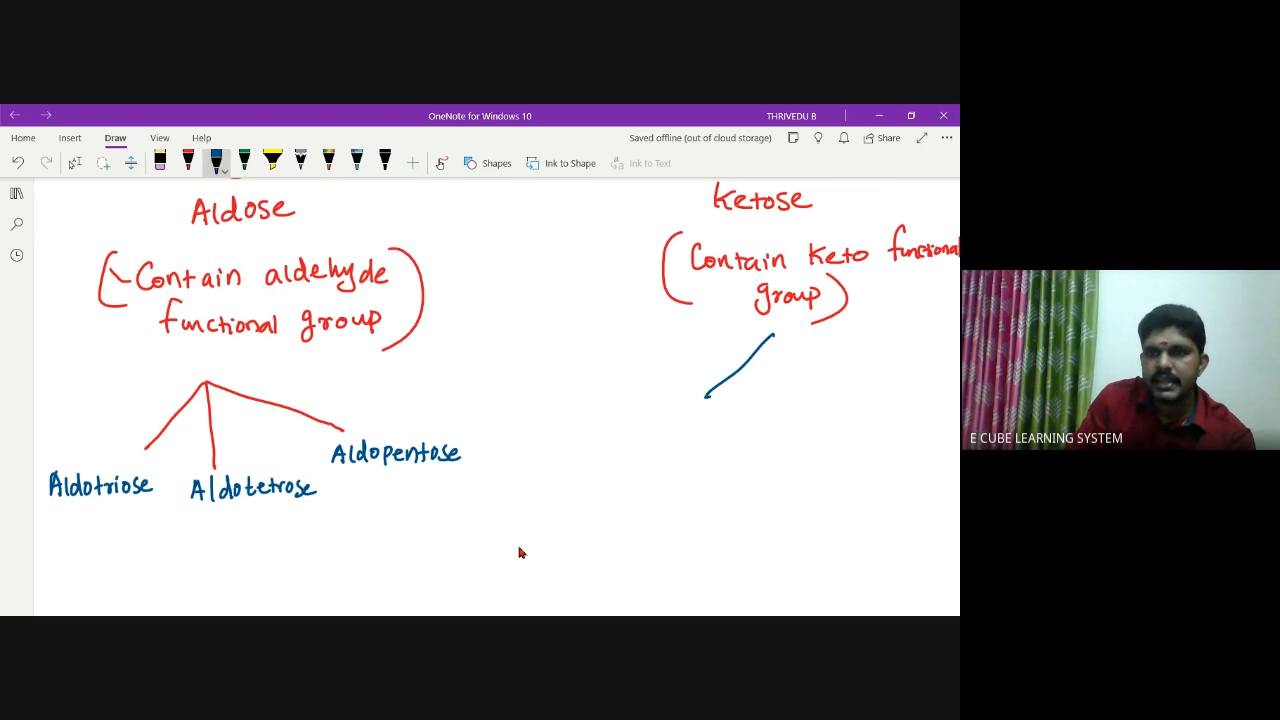 OneNote for Windows 10
THRIVEDU B
Home Insert Draw View Help
Saved offline (out of cloud storage)
Share
Shapes
Ink to Shape
Ink to Text
Aldose
Contain aldehyde
functional group
Aldotriose
Aldotetrose
Aldopentose
Ketose
Contain Keto functional
group
E CUBE LEARNING SYSTEM